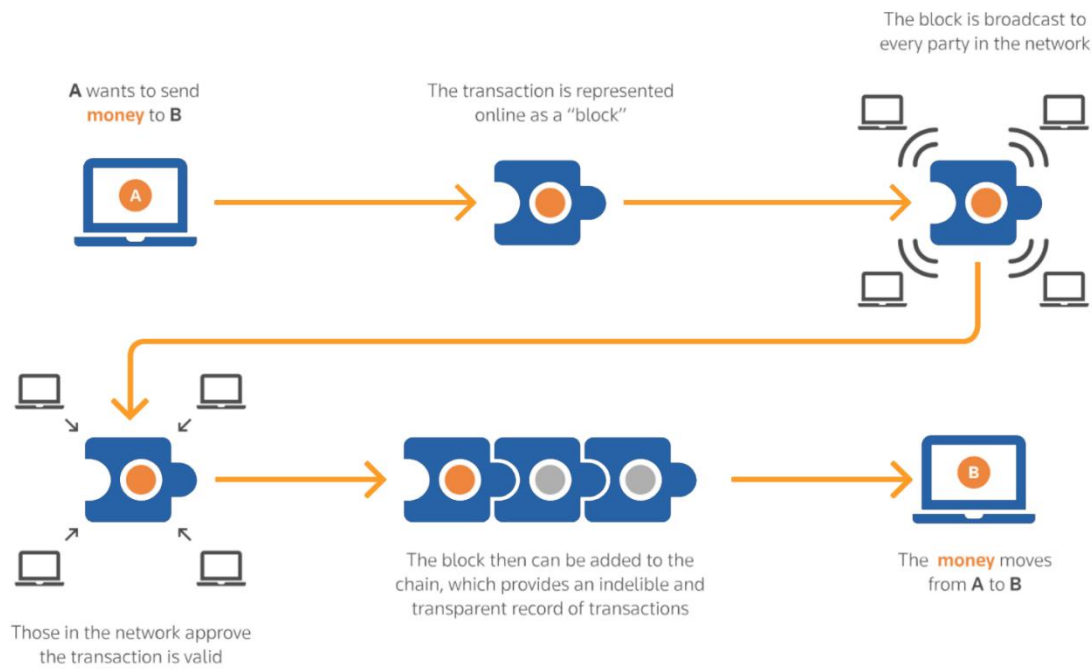 A wants to send
money to B
A
The transaction is represented
online as a “block”
The block is broadcast to
every party in the network
Those in the network approve
the transaction is valid
The block then can be added to the
chain, which provides an indelible and
transparent record of transactions
B
The money moves
from A to B